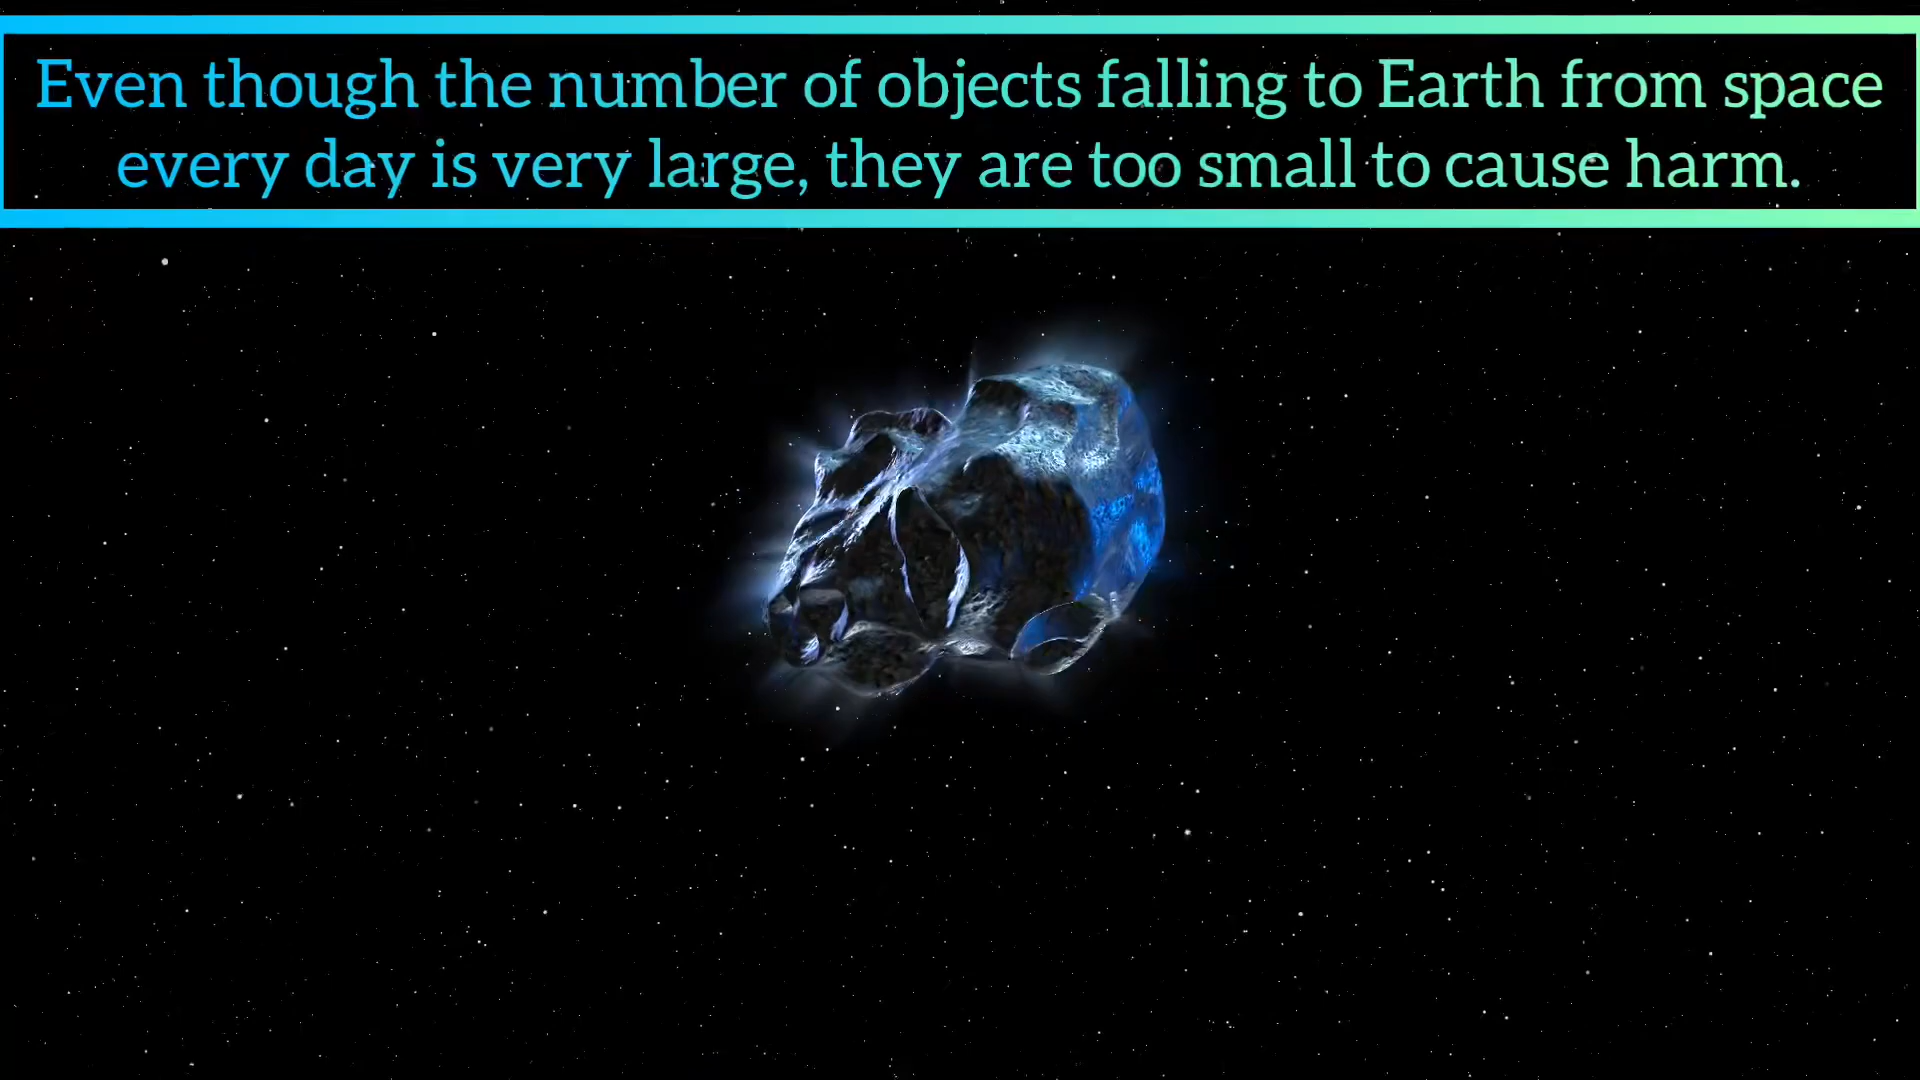 Even though the number of objects falling to Earth from space
every day is very large, they are too small to cause harm.